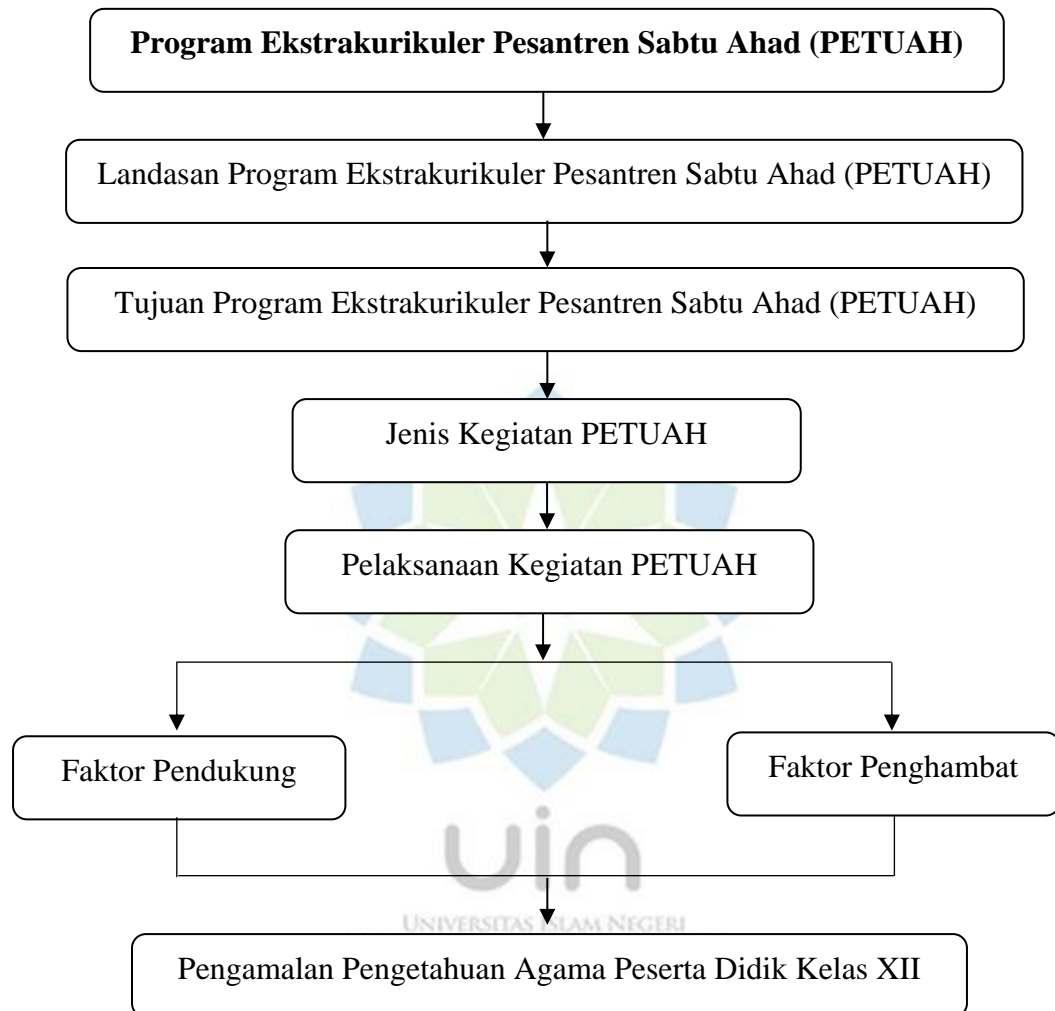 Program Ekstrakurikuler Pesantren Sabtu Ahad (PETUAH)
Landasan Program Ekstrakurikuler Pesantren Sabtu Ahad (PETUAH)
Tujuan Program Ekstrakurikuler Pesantren Sabtu Ahad (PETUAH)
Jenis Kegiatan PETUAH
Pelaksanaan Kegiatan PETUAH
Faktor Pendukung
Faktor Penghambat
uin
UNIVERSITAS ISLAM NEGERI
Pengamalan Pengetahuan Agama Peserta Didik Kelas XII